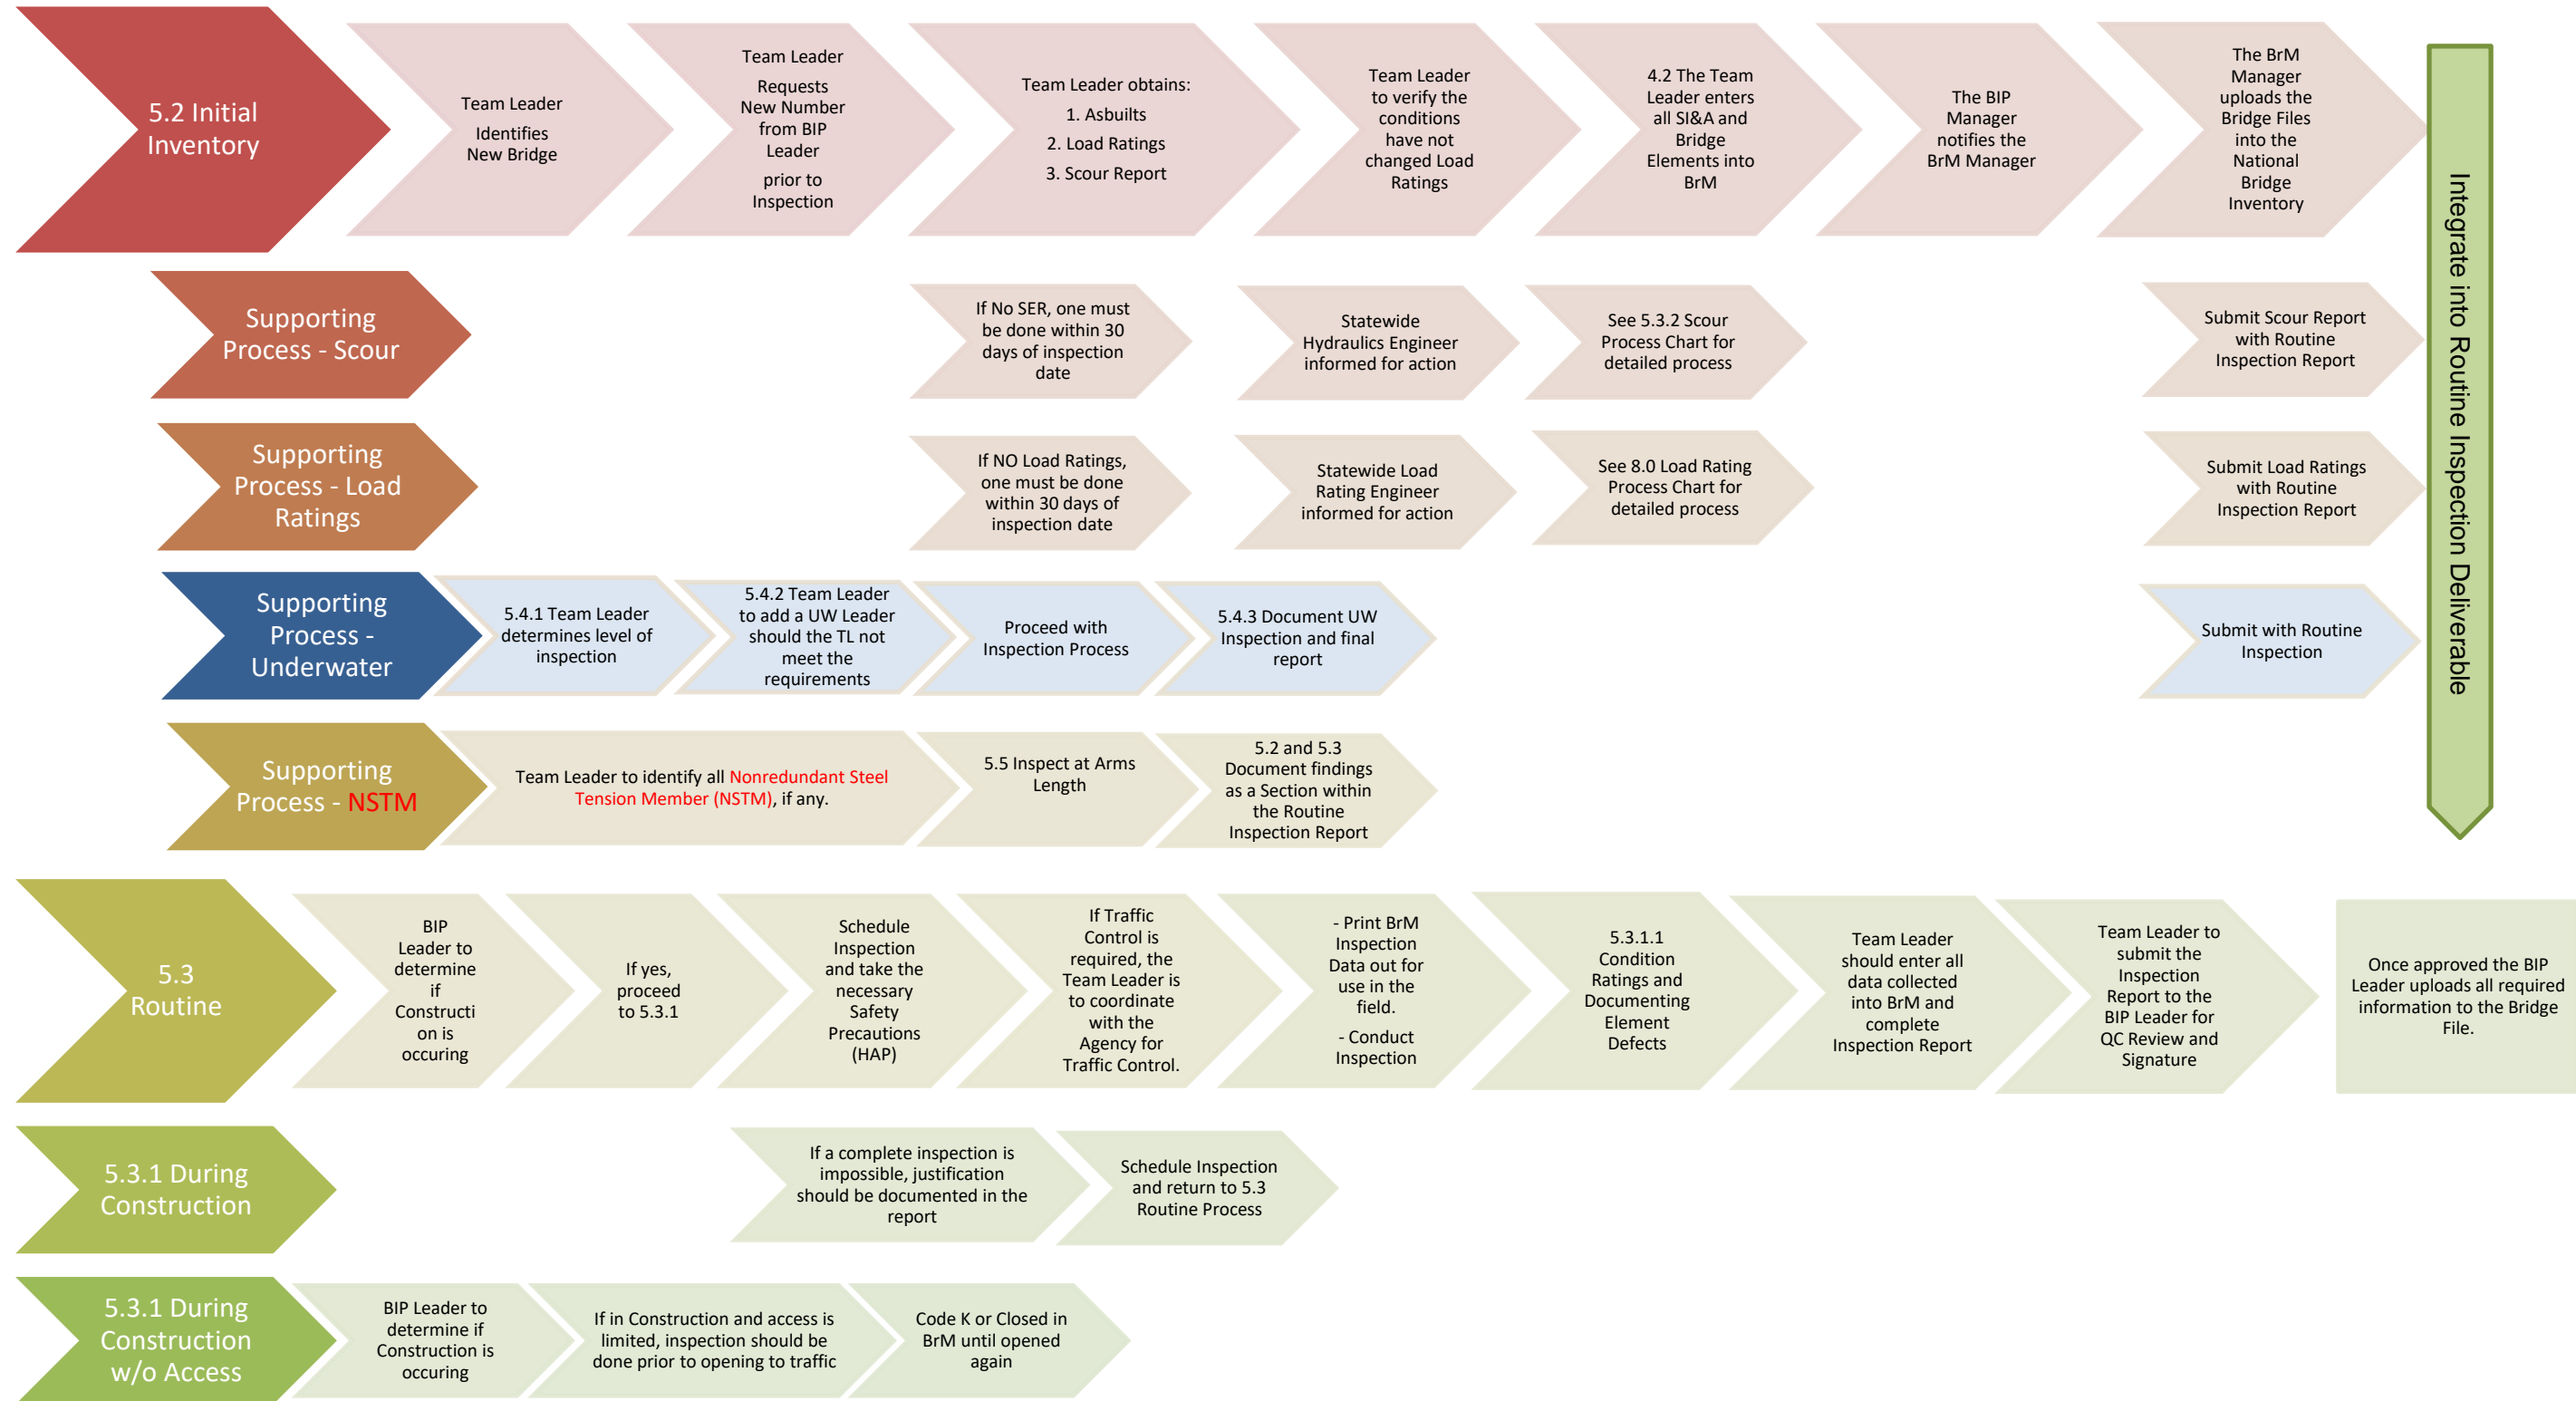 5.2 Initial
Inventory
Team Leader
Identifies
New Bridge
Team Leader
Requests
New Number
from BIP
Leader
prior to
Inspection
Team Leader obtains:
1. Asbuilts
2. Load Ratings
3. Scour Report
Team Leader
to verify the
conditions
have not
changed Load
Ratings
4.2 The Team
Leader enters
all SI&A and
Bridge
Elements into
BrM
The BIP
Manager
notifies the
BrM Manager
The BrM
Manager
uploads the
Bridge Files
into the
National
Bridge
Inventory
Integrate into Routine Inspection Deliverable
Supporting
Process - Scour
If No SER, one must
be done within 30
days of inspection
date
Statewide
Hydraulics Engineer
informed for action
See 5.3.2 Scour
Process Chart for
detailed process
Submit Scour Report
with Routine
Inspection Report
Supporting
Process - Load
Ratings
If NO Load Ratings,
one must be done
within 30 days of
inspection date
Statewide Load
Rating Engineer
informed for action
See 8.0 Load Rating
Process Chart for
detailed process
Submit Load Ratings
with Routine
Inspection Report
Supporting
Process -
Underwater
5.4.1 Team Leader
determines level of
inspection
5.4.2 Team Leader
to add a UW Leader
should the TL not
meet the
requirements
Proceed with
Inspection Process
5.4.3 Document UW
Inspection and final
report
Submit with Routine
Inspection
Supporting
Process - NSTM
Team Leader to identify all Nonredundant Steel
Tension Member (NSTM), if any.
5.5 Inspect at Arms
Length
5.2 and 5.3
Document findings
as a Section within
the Routine
Inspection Report
5.3
Routine
BIP
Leader to
determine
if
Constructi
on is
occuring
If yes,
proceed
to 5.3.1
Schedule
Inspection
and take the
necessary
Safety
Precautions
(HAP)
If Traffic
Control is
required, the
Team Leader is
to coordinate
with the
Agency for
Traffic Control.
- Print BrM
Inspection
Data out for
use in the
field.
- Conduct
Inspection
5.3.1.1
Condition
Ratings and
Documenting
Element
Defects
Team Leader
should enter all
data collected
into BrM and
complete
Inspection Report
Team Leader to
submit the
Inspection
Report to the
BIP Leader for
QC Review and
Signature
Once approved the BIP
Leader uploads all required
information to the Bridge
File.
5.3.1 During
Construction
If a complete inspection is
impossible, justification
should be documented in the
report
Schedule Inspection
and return to 5.3
Routine Process
5.3.1 During
Construction
w/o Access
BIP Leader to
determine if
Construction is
occuring
If in Construction and access is
limited, inspection should be
done prior to opening to traffic
Code K or Closed in
BrM until opened
again